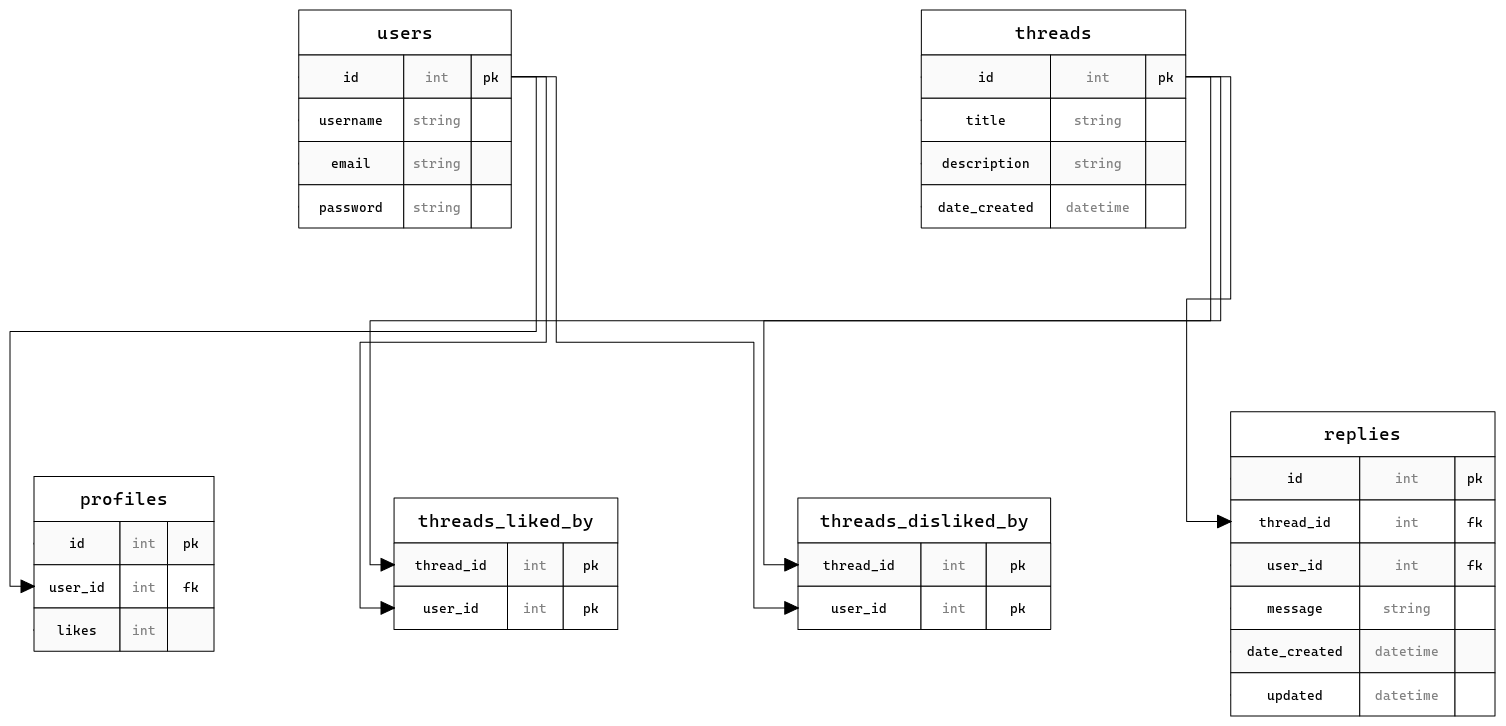 users
id int pk
username string
email string
password string
threads
id int pk
title string
description string
date_created datetime
profiles
id int pk
user_id int fk
likes int
threads_liked_by
thread_id int pk
user_id int pk
threads_disliked_by
thread_id int pk
user_id int pk
replies
id int pk
thread_id int fk
user_id int fk
message string
date_created datetime
updated datetime